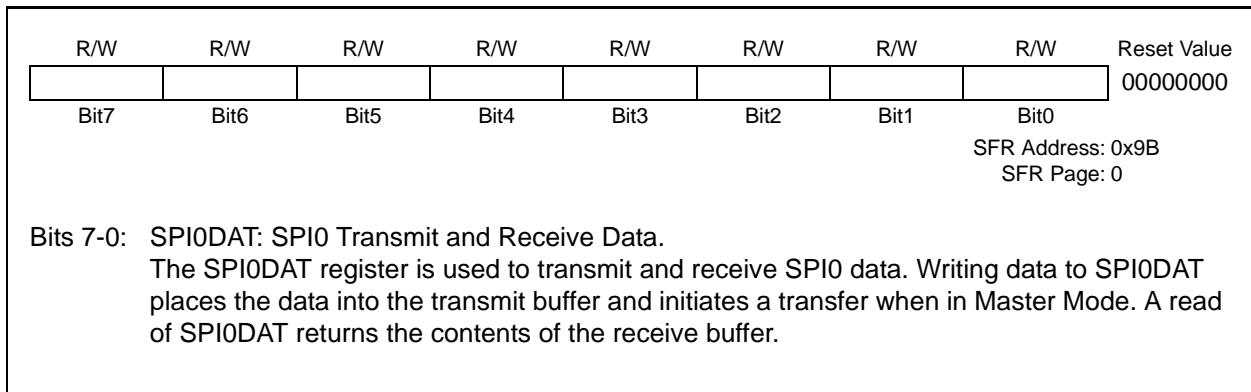 R/W R/W R/W R/W R/W R/W R/W R/W Reset Value
00000000
Bit7 Bit6 Bit5 Bit4 Bit3 Bit2 Bit1 Bit0
SFR Address: 0x9B
SFR Page: 0
Bits 7-0: SPI0DAT: SPI0 Transmit and Receive Data.
The SPI0DAT register is used to transmit and receive SPI0 data. Writing data to SPI0DAT
places the data into the transmit buffer and initiates a transfer when in Master Mode. A read
of SPI0DAT returns the contents of the receive buffer.